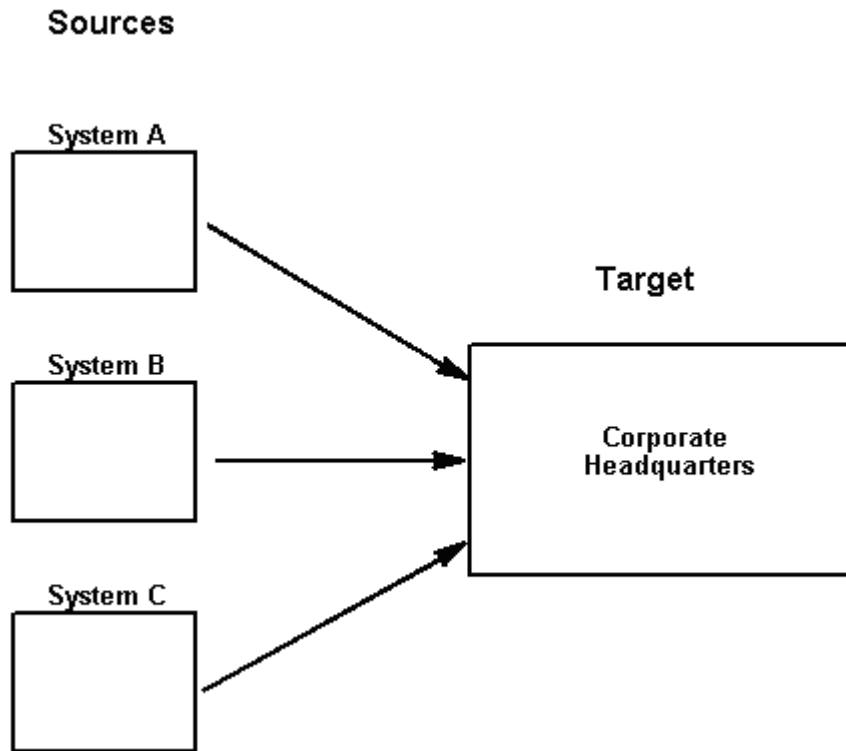 Sources
System A
Target
System B
Corporate
Headquarters
System C